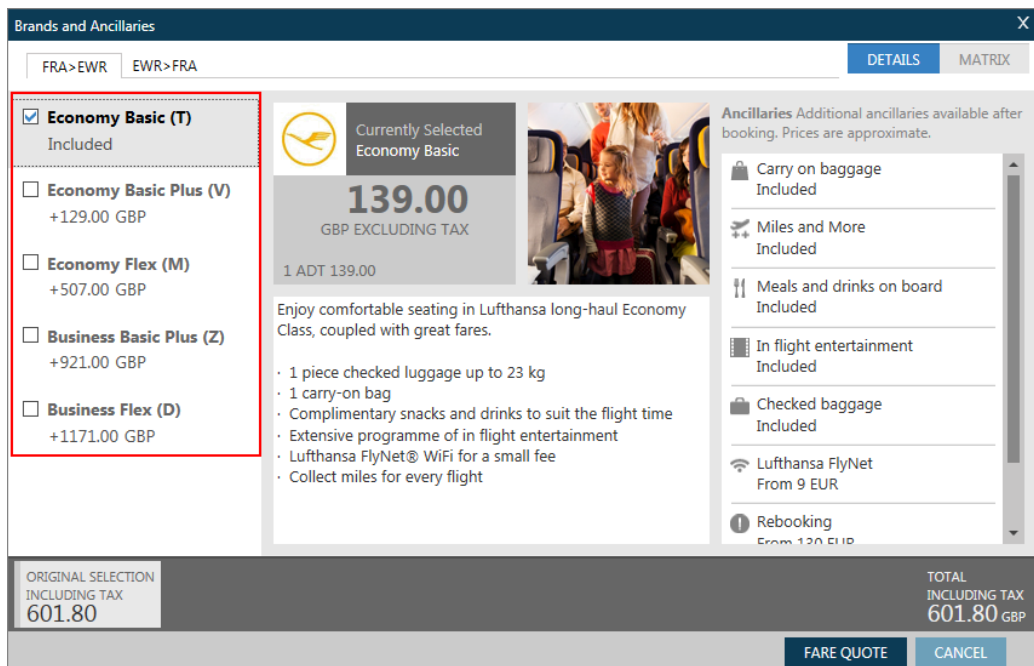 Brands and Ancillaries
X
FRA>EWR
EWR>FRA
DETAILS
MATRIX
Economy Basic (T)
Included
Economy Basic Plus (V)
+129.00 GBP
Economy Flex (M)
+507.00 GBP
Business Basic Plus (Z)
+921.00 GBP
Business Flex (D)
+1171.00 GBP
Currently Selected
Economy Basic
139.00
GBP EXCLUDING TAX
1 ADT 139.00
Enjoy comfortable seating in Lufthansa long-haul Economy
Class, coupled with great fares.
· 1 piece checked luggage up to 23 kg
· 1 carry-on bag
· Complimentary snacks and drinks to suit the flight time
· Extensive programme of in flight entertainment
· Lufthansa FlyNet® WiFi for a small fee
· Collect miles for every flight
Ancillaries Additional ancillaries available after
booking. Prices are approximate.
Carry on baggage
Included
Miles and More
Included
Meals and drinks on board
Included
In flight entertainment
Included
Checked baggage
Included
Lufthansa FlyNet
From 9 EUR
Rebooking
From 130 EUR
ORIGINAL SELECTION
INCLUDING TAX
601.80
TOTAL
INCLUDING TAX
601.80 GBP
FARE QUOTE
CANCEL